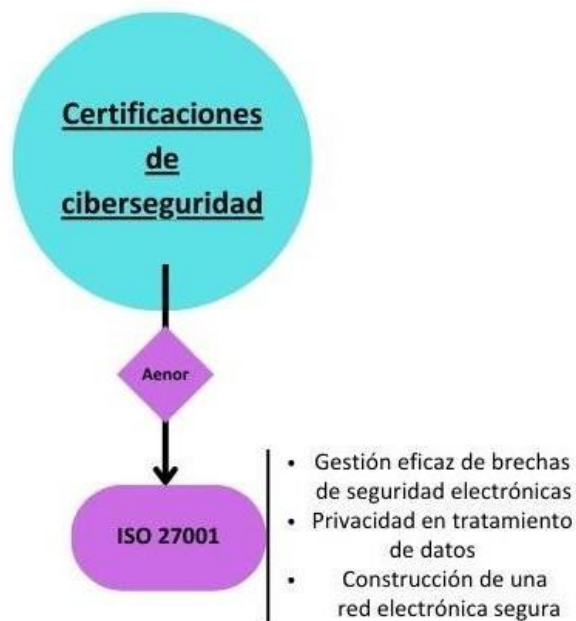 Certificaciones
de
ciberseguridad
Aenor
ISO 27001
• Gestión eficaz de brechas
de seguridad electrónicas
• Privacidad en tratamiento
de datos
• Construcción de una
red electrónica segura